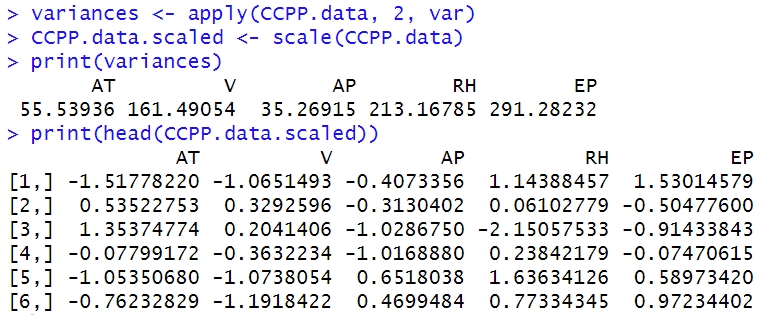 > variances <- apply(CCPP.data, 2, var)
> CCPP.data.scaled <- scale(CCPP.data)
> print(variances)
AT V AP RH EP
55.53936 161.49054 35.26915 213.16785 291.28232
> print(head(CCPP.data.scaled))
AT V AP RH EP
[1,] -1.51778220 -1.0651493 -0.4073356 1.14388457 1.53014579
[2,] 0.53522753 0.3292596 -0.3130402 0.06102779 -0.50477600
[3,] 1.35374774 0.2041406 -1.0286750 -2.15057533 -0.91433843
[4,] -0.07799172 -0.3632234 -1.0168880 0.23842179 -0.07470615
[5,] -1.05350680 -1.0738054 0.6518038 1.63634126 0.58973420
[6,] -0.76232829 -1.1918422 0.4699484 0.77334345 0.97234402